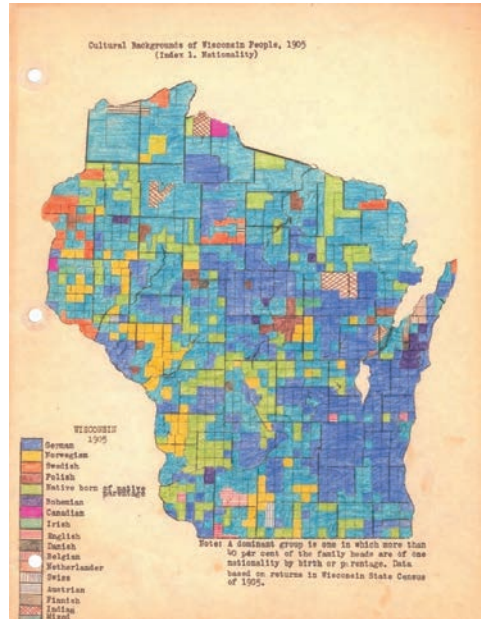 Cultural Backgrounds of Wisconsin People, 1905
(Index 1. Nationality)
WISCONSIN
1905
German
Norwegian
Swedish
Polish
Native born of native
parentage
Bohemian
Canadian
Irish
English
Danish
Belgian
Netherlander
Swiss
Austrian
Finnish
Indian
Mixed
Note: A dominant group is one in which more than
40 per cent of the family heads are of one
nationality by birth or parentage. Data
based on returns in Wisconsin State Census
of 1905.